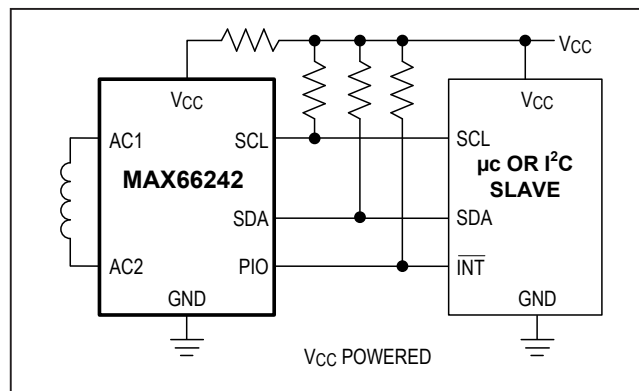 VCC
VCC
VCC
AC1
SCL
SCL
MAX66242
µc OR I²C
SLAVE
SDA
SDA
AC2
PIO
INT
GND
GND
VCC POWERED